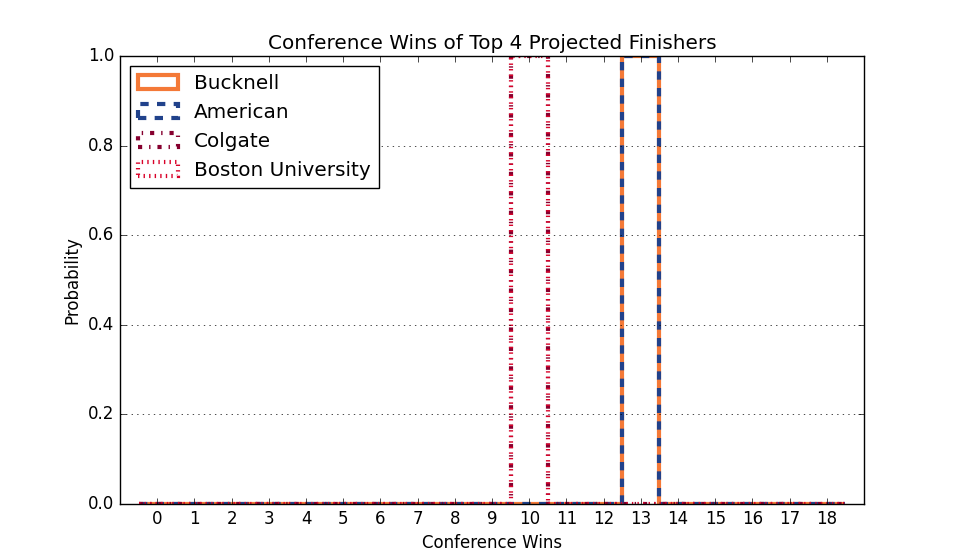 Conference Wins of Top 4 Projected Finishers
1.0
0.8
0.6
0.4
0.2
0.0
Probability
Bucknell
American
Colgate
Boston University
0 1 2 3 4 5 6 7 8 9 10 11 12 13 14 15 16 17 18
Conference Wins